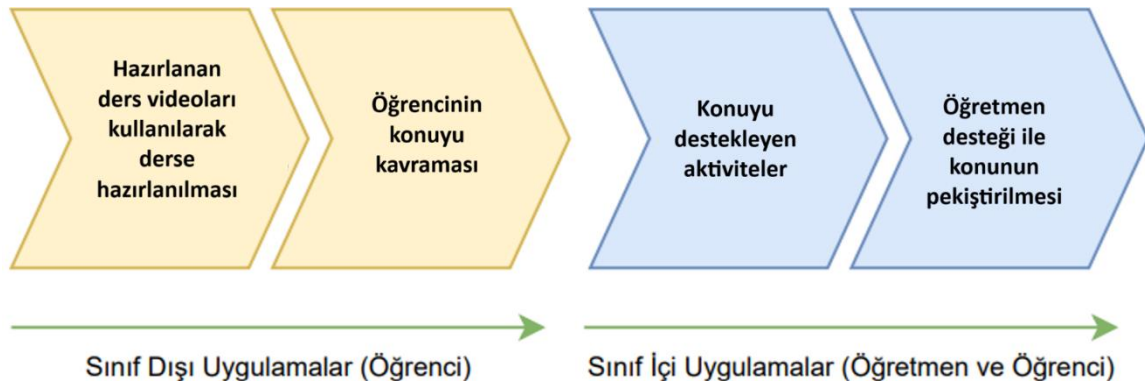 Hazırlanan
ders videoları
kullanılarak
derse
hazırlanılması
Öğrencinin
konuyu
kavraması
Konuyu
destekleyen
aktiviteler
Öğretmen
desteği ile
konunun
pekiştirilmesi
Sınıf Dışı Uygulamalar (Öğrenci)
Sınıf İçi Uygulamalar (Öğretmen ve Öğrenci)